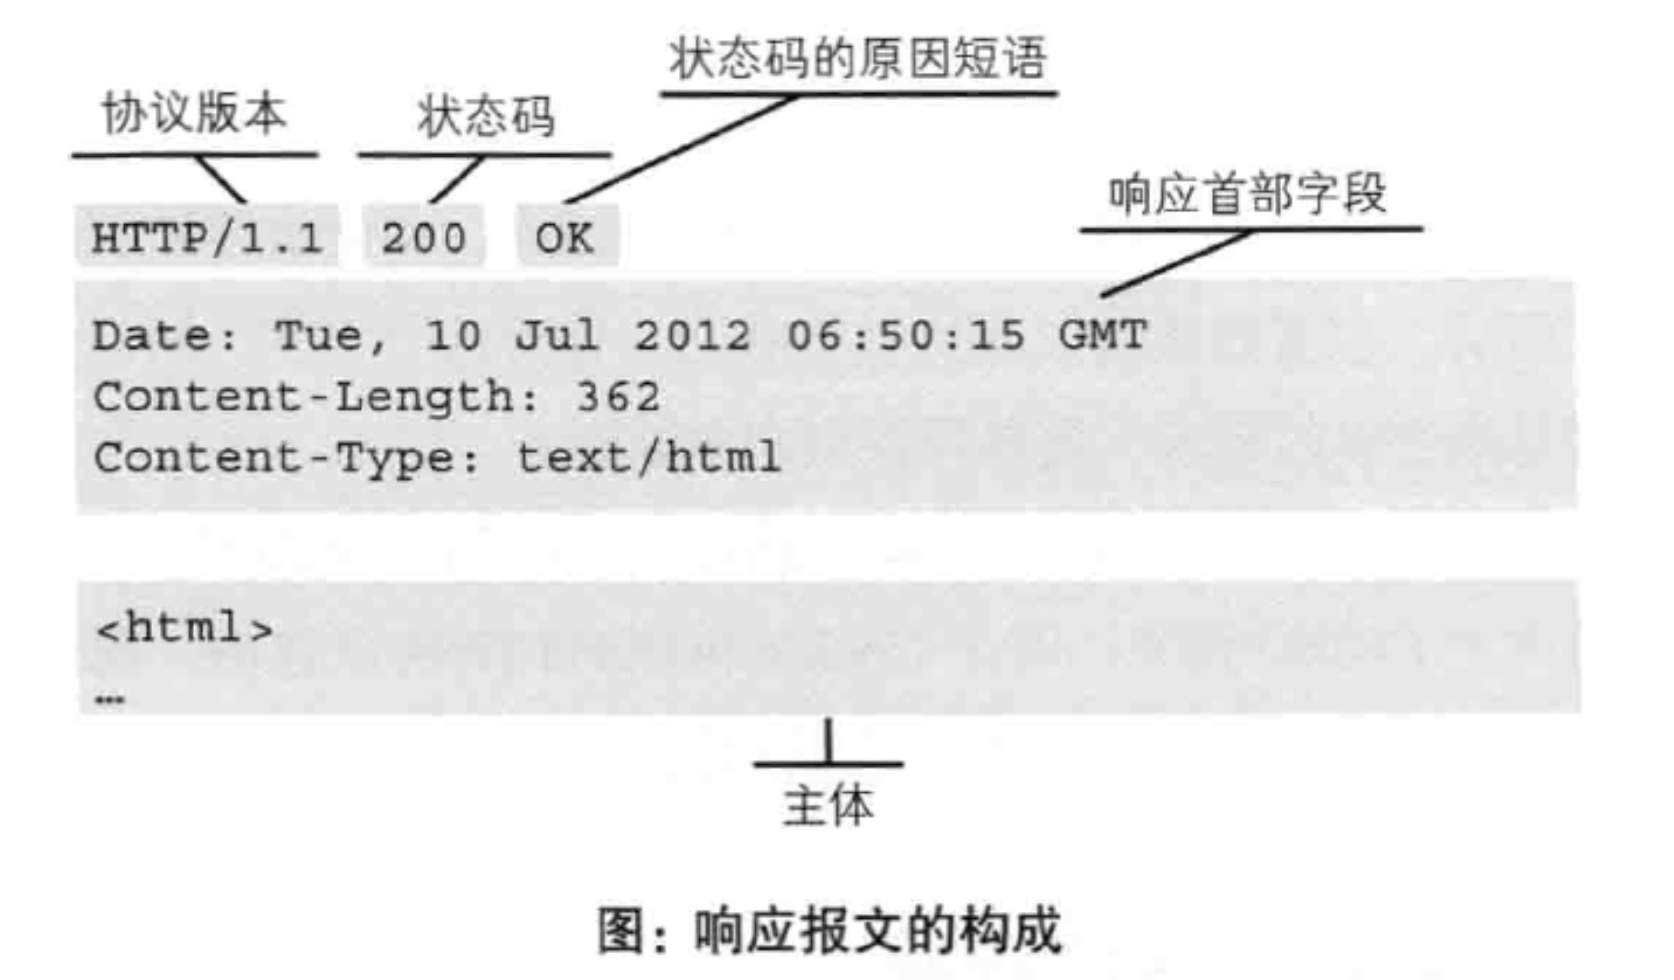 状态码的原因短语
协议版本 状态码
响应首部字段
HTTP/1.1 200 OK
Date: Tue, 10 Jul 2012 06:50:15 GMT
Content-Length: 362
Content-Type: text/html
<html>
…
主体
图：响应报文的构成